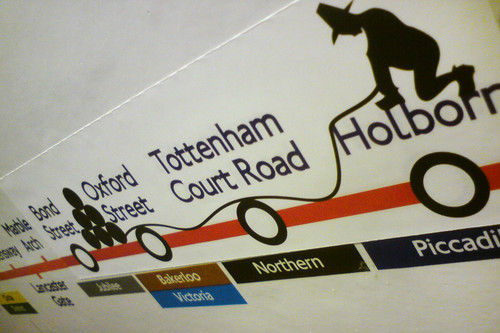 Marble
Arch
Bond
Street
Oxford
Street
Tottenham
Court Road
Holborn
Lancaster
Gate
Jubilee
Bakerloo
Victoria
Northern
Piccadi